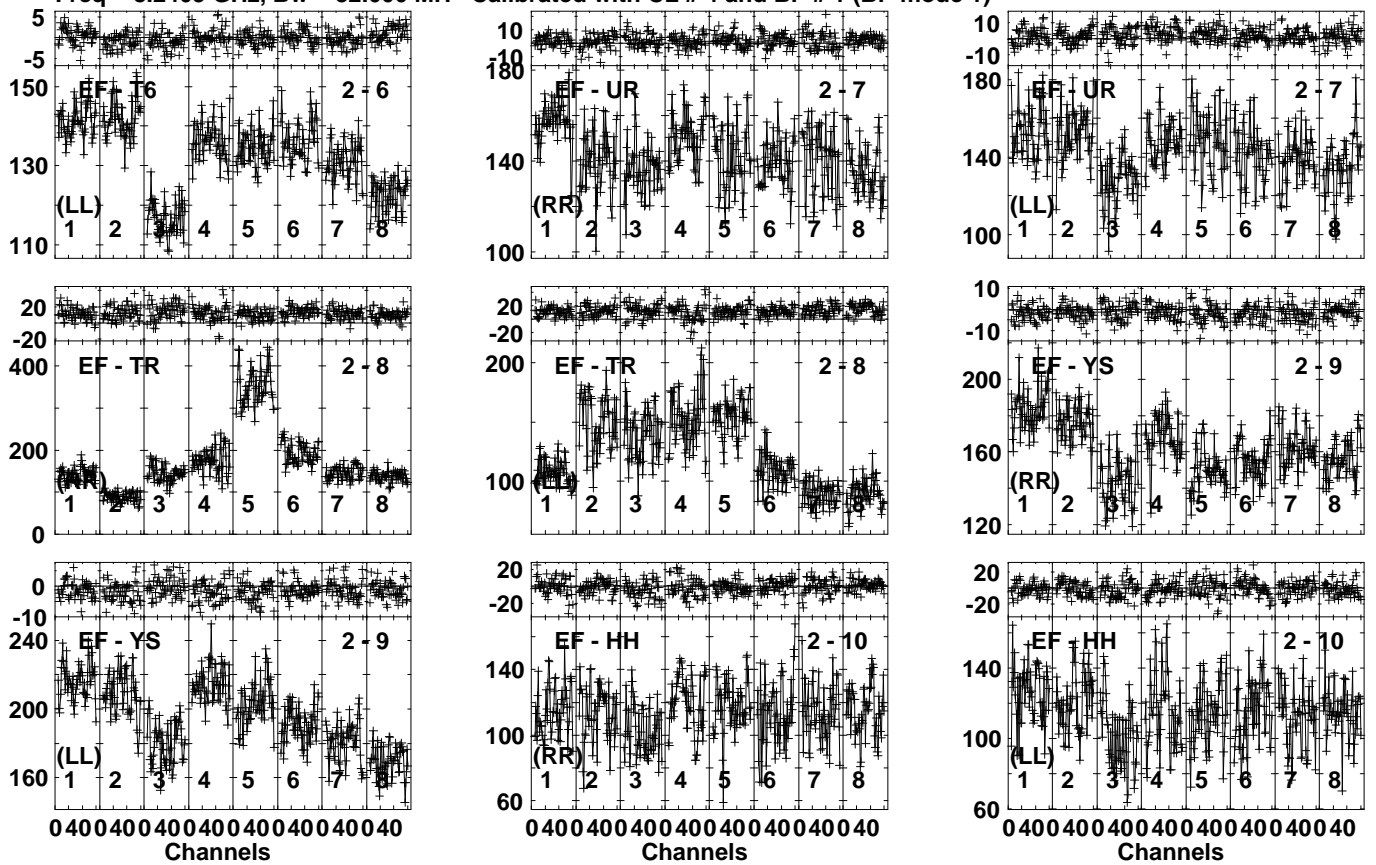 5 10 10
-5 -10 -10
150 EF - T6 2 - 6 180 EF - UR 2 - 7 180 EF - UR 2 - 7
130 140 140
(LL) (RR) (LL)
1 2 3 4 5 6 7 8 1 2 3 4 5 6 7 8 1 2 3 4 5 6 7 8
110 100 100
20 20 10
-20 -20 -10
400 EF - TR 2 - 8 200 EF - TR 2 - 8 200 EF - YS 2 - 9
200 160
(RR) 100 (LL) (RR)
1 2 3 4 5 6 7 8 1 2 3 4 5 6 7 8 1 2 3 4 5 6 7 8
0 120
0 20 20
-10 -20 -20
240 EF - YS 2 - 9 140 EF - HH 2 - 10 140 EF - HH 2 - 10
200 100 100
(LL) (RR) (LL)
160 1 2 3 4 5 6 7 8 1 2 3 4 5 6 7 8 1 2 3 4 5 6 7 8
60 60
0 40 0 40 0 40 0 40 0 40 0 40 0 40 0 40 0 40 0 40 0 40 0 40 0 40 0 40 0 40 0 40 0 40 0 40 0 40 0 40 0 40 0 40 0 40 0 40
Channels Channels Channels